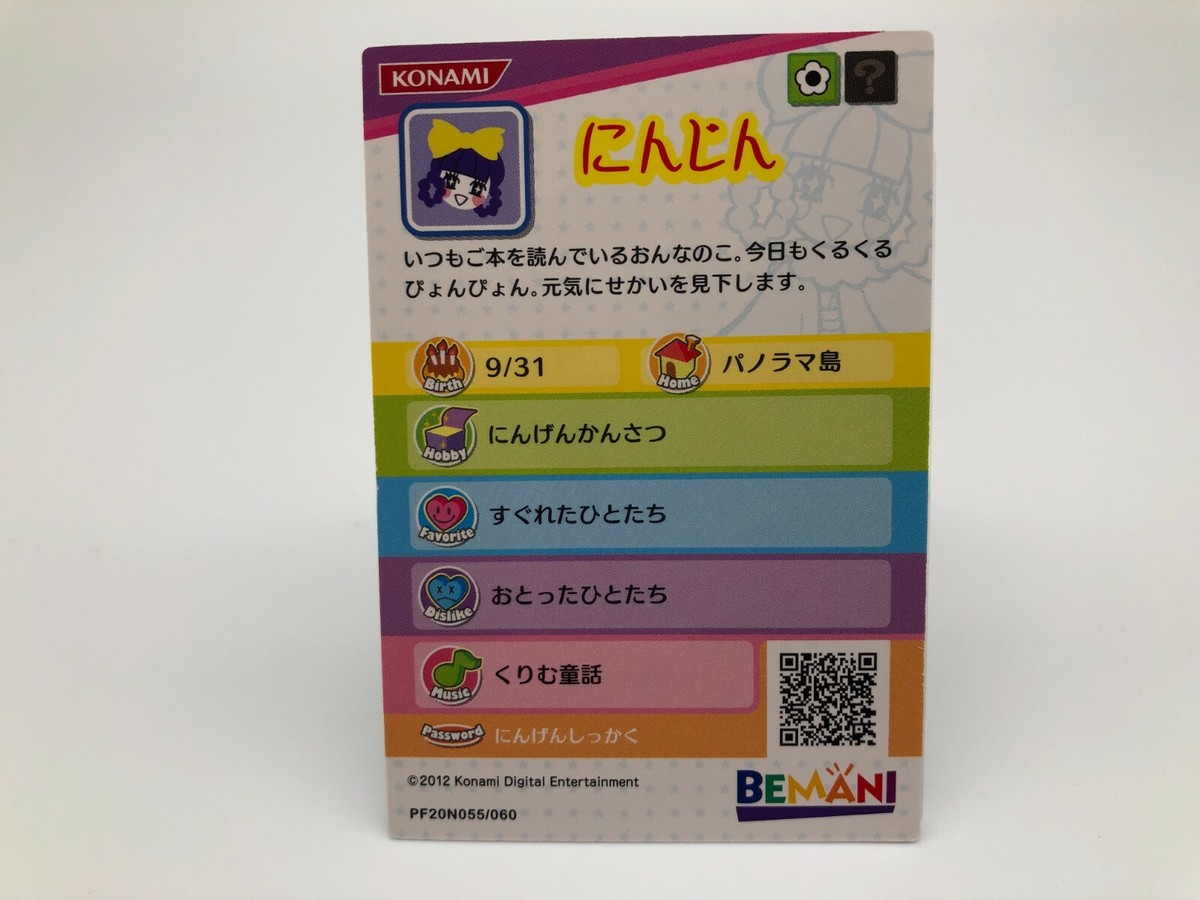 KONAMI
?
にんじん
いつもご本を読んでいるおんなのこ。今日もくるくる
ぴょんぴょん。元気にせかいを見下します。
Birth 9/31 Home パノラマ島
Hobby にんげんかんさつ
Favorite すぐれたひとたち
Dislike おとったひとたち
Music くりむ童話
Password にんげんしっかく
©2012 Konami Digital Entertainment
BEMANI
PF20N055/060